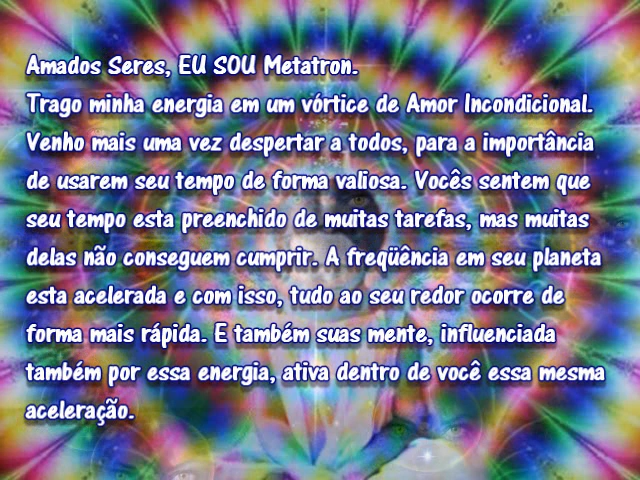 Amados Seres, EU SOU Metatron.
Trago minha energia em um vórtice de Amor Incondicional.
Venho mais uma vez despertar a todos, para a importância
de usarem seu tempo de forma valiosa. Vocês sentem que
seu tempo esta preenchido de muitas tarefas, mas muitas
delas não conseguem cumprir. A freqüência em seu planeta
esta acelerada e com isso, tudo ao seu redor ocorre de
forma mais rápida. E também suas mente, influenciada
também por essa energia, ativa dentro de você essa mesma
aceleração.